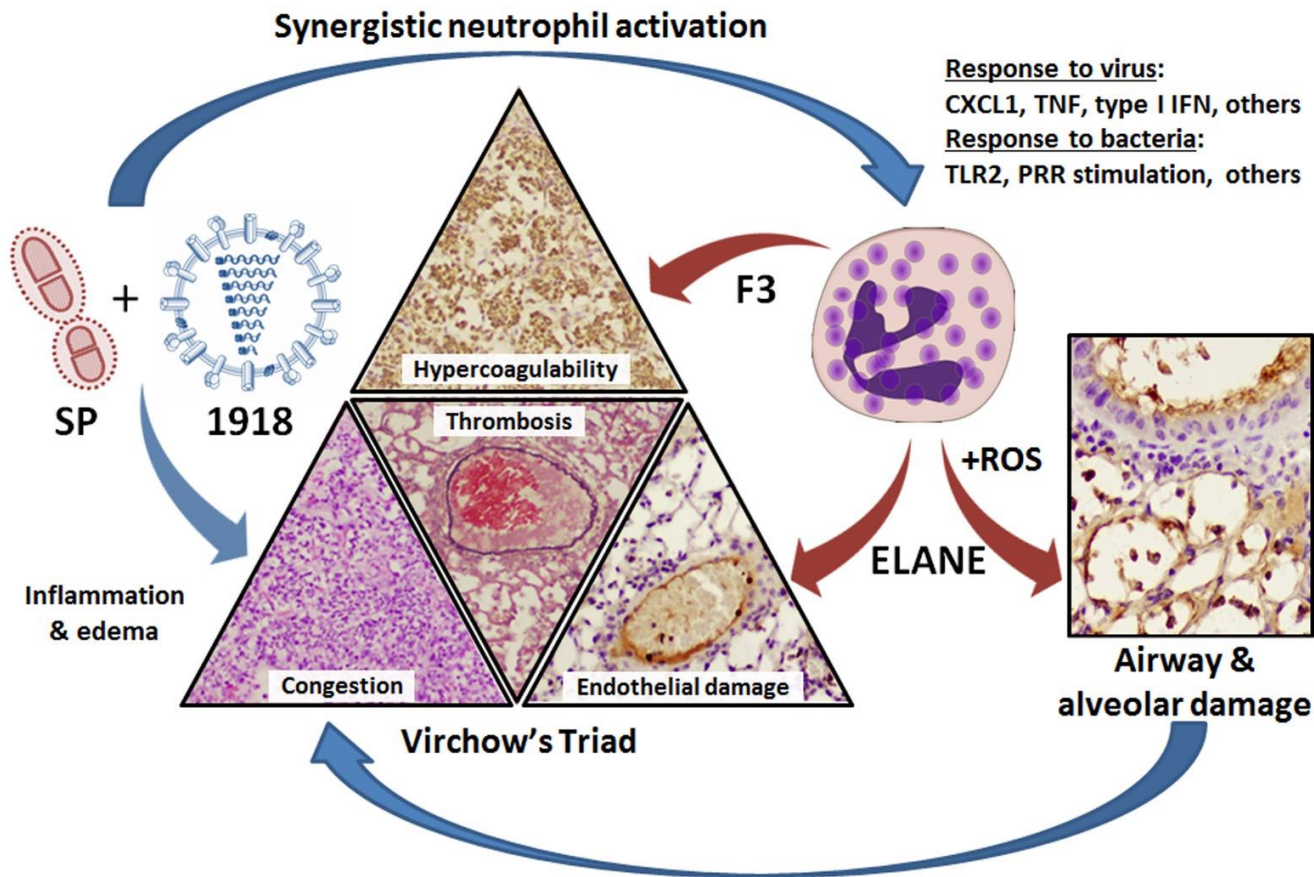 Synergistic neutrophil activation
Response to virus:
CXCL1, TNF, type I IFN, others
Response to bacteria:
TLR2, PRR stimulation, others
SP
+
1918
F3
Hypercoagulability
Thrombosis
+ROS
ELANE
Inflammation
& edema
Congestion
Endothelial damage
Airway &
alveolar damage
Virchow's Triad